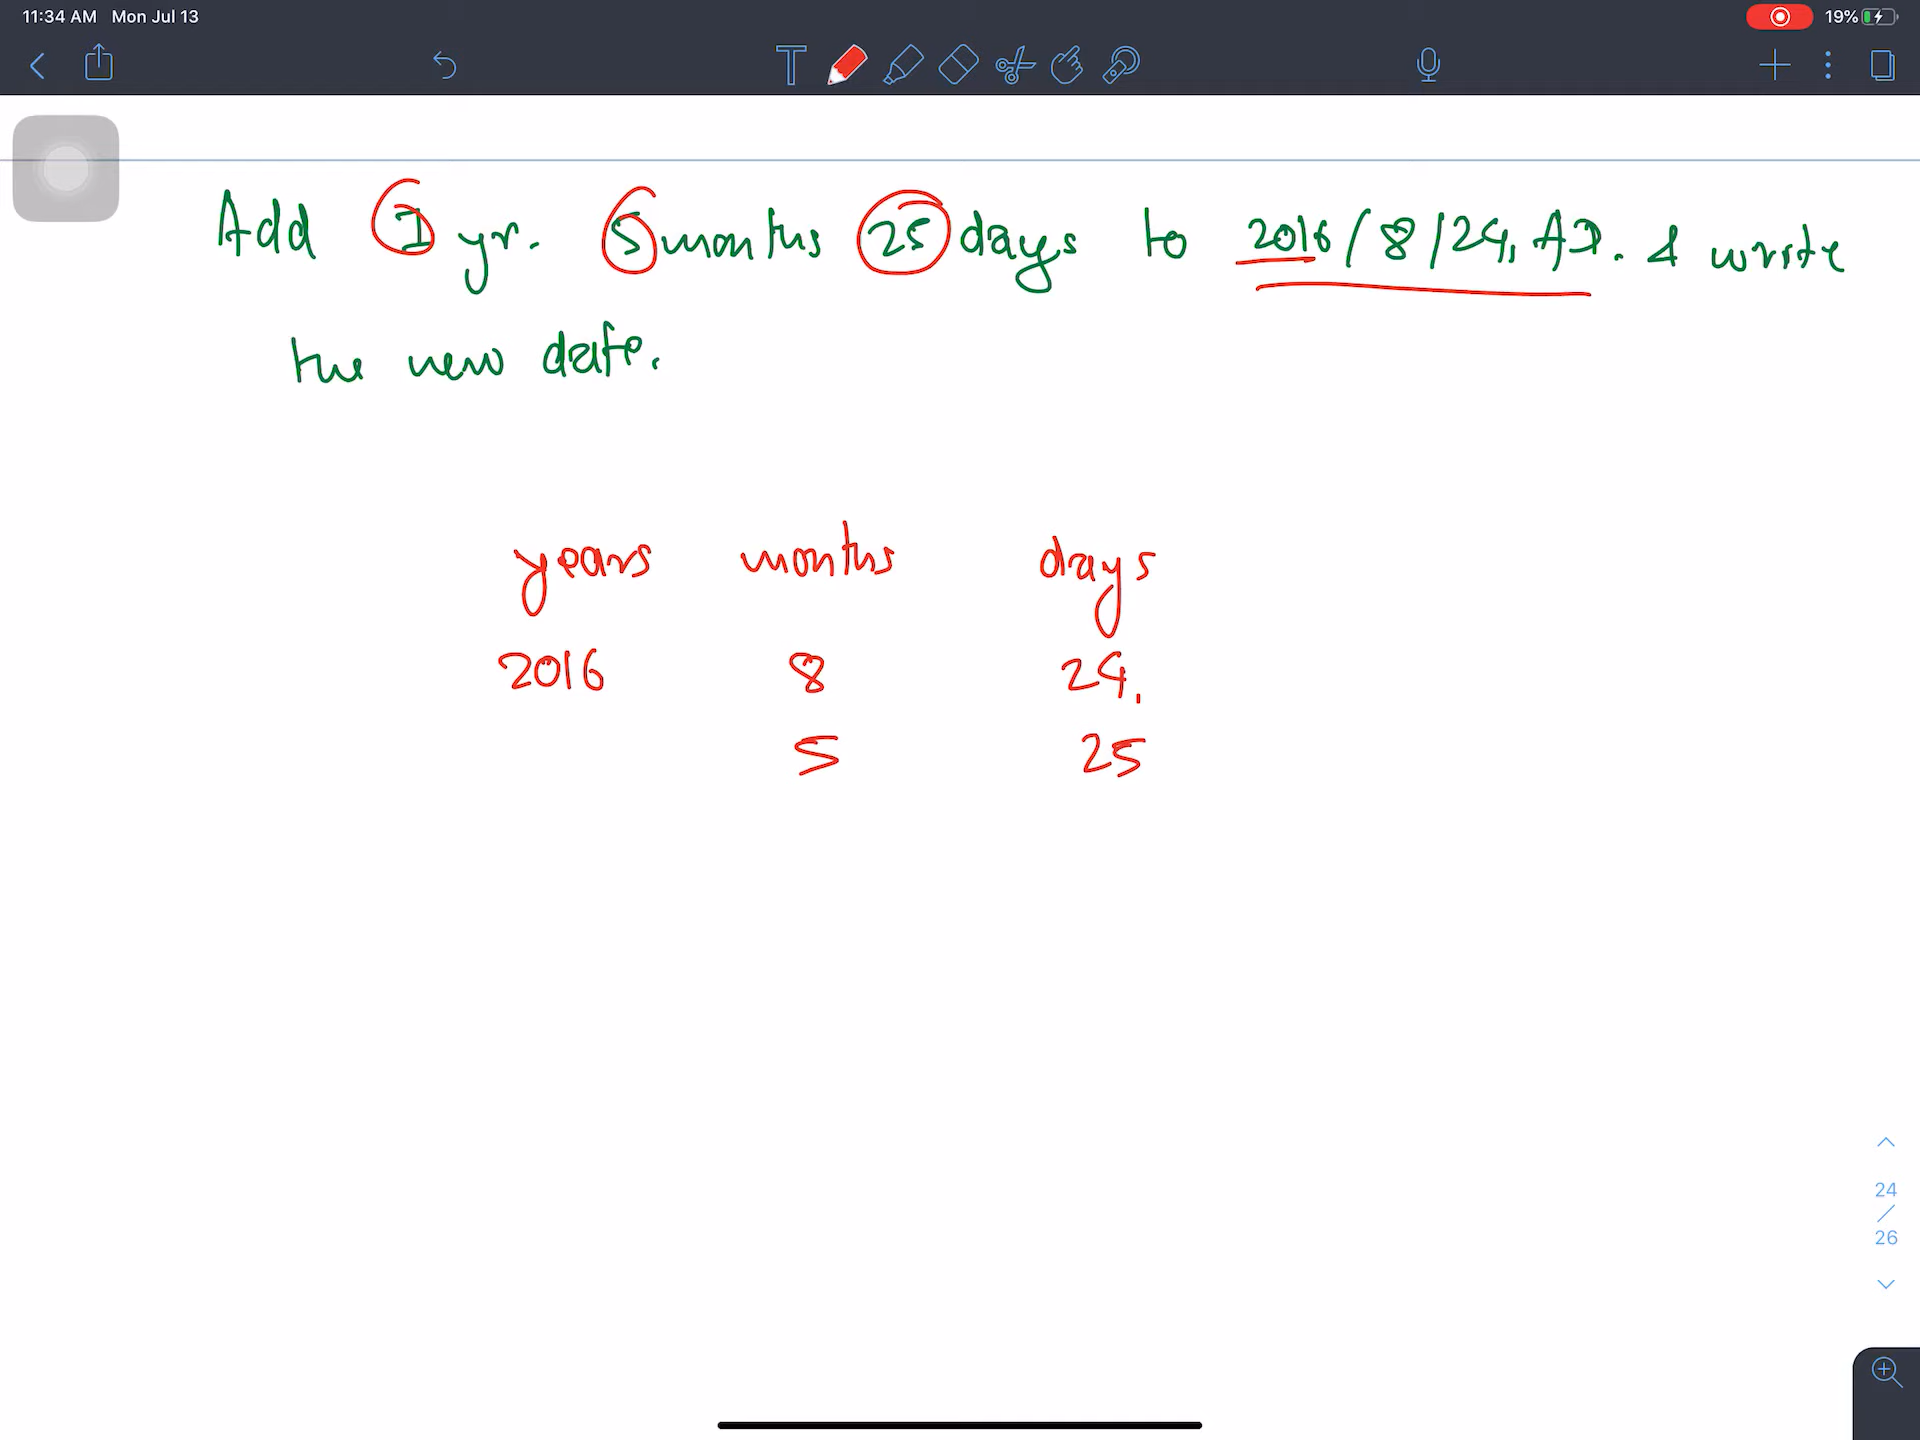 11:34 AM Mon Jul 13 19%
Add 1 yr. 5 months 25 days to 2016/8/24, AD. & write
the new date.
years months days
2016 8 24,
5 25
24
/
26